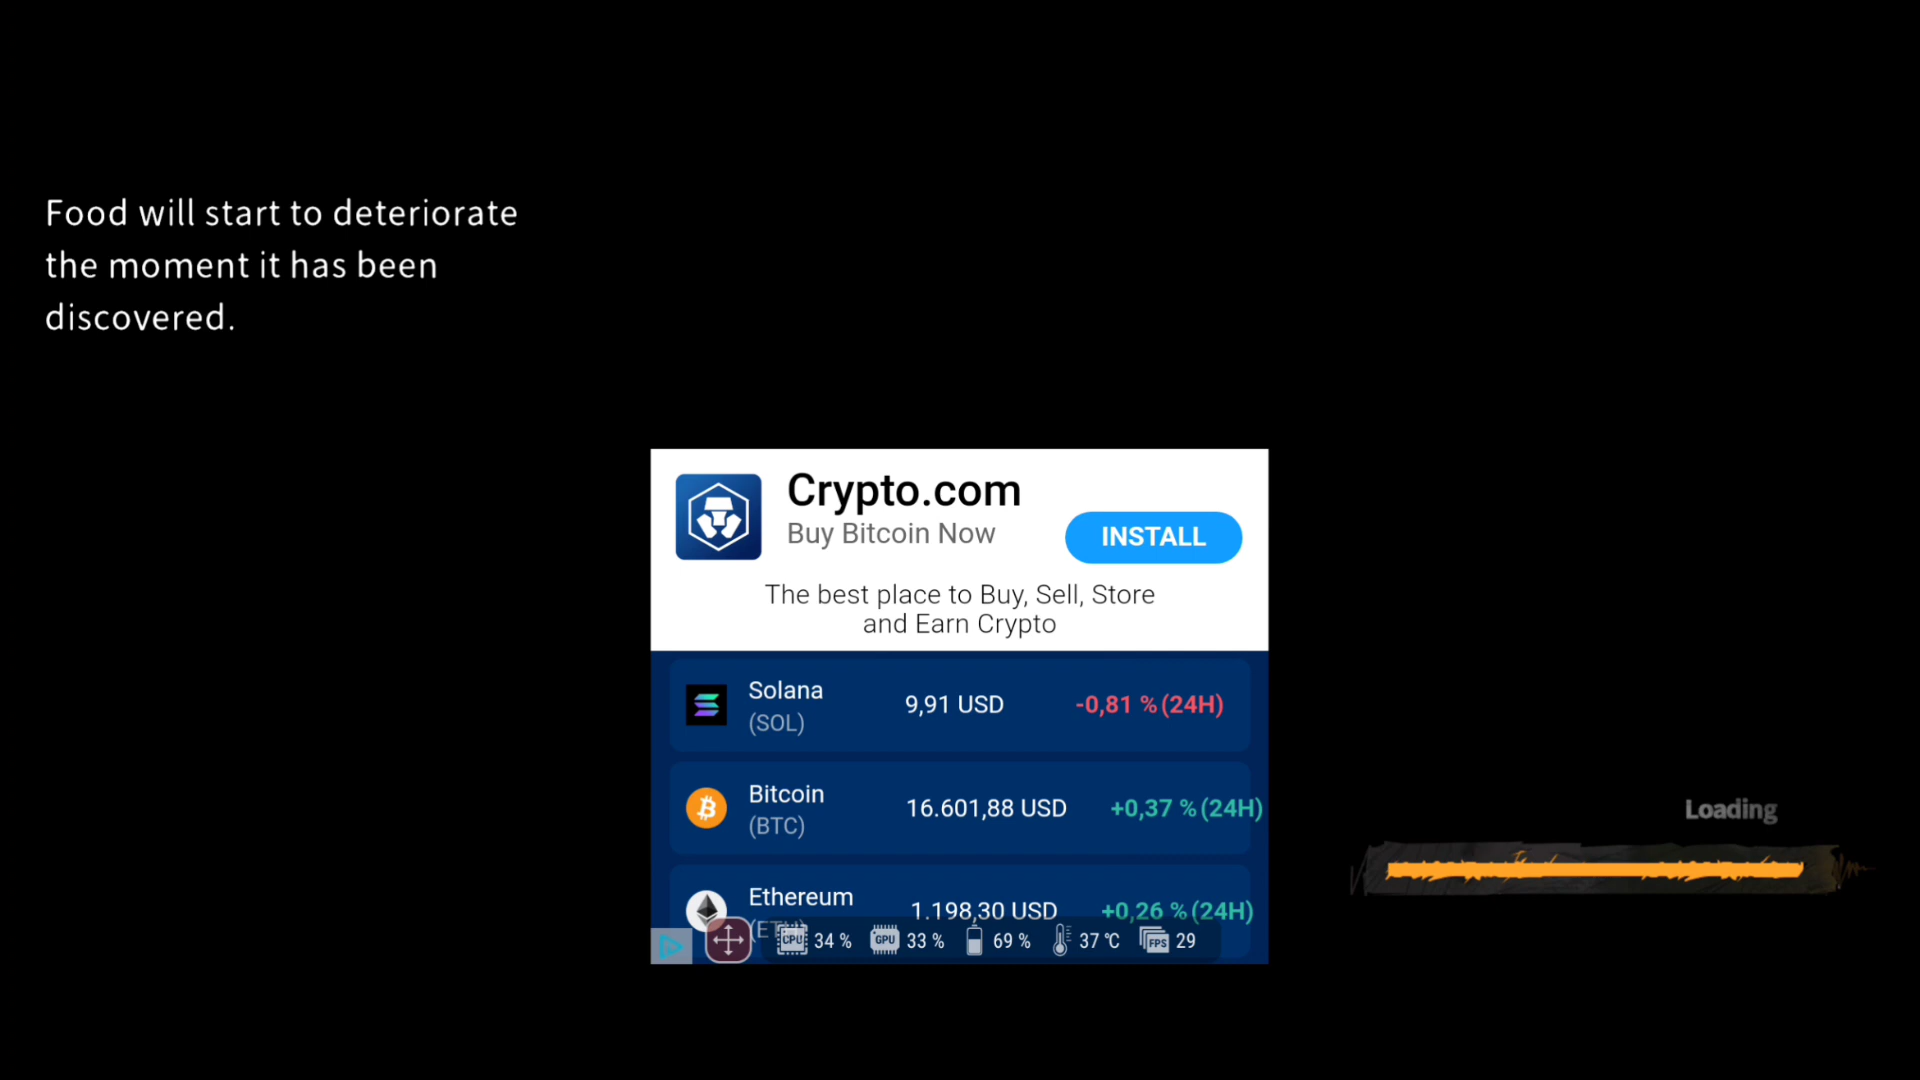 Food will start to deteriorate
the moment it has been
discovered.
Crypto.com
Buy Bitcoin Now
INSTALL
The best place to Buy, Sell, Store
and Earn Crypto
Solana
(SOL)
9,91 USD
-0,81 % (24H)
Bitcoin
(BTC)
16.601,88 USD
+0,37 % (24H)
Ethereum
(ETH)
1.198,30 USD
+0,26 % (24H)
CPU 34 % GPU 33 % 69 % 37 °C FPS 29
Loading